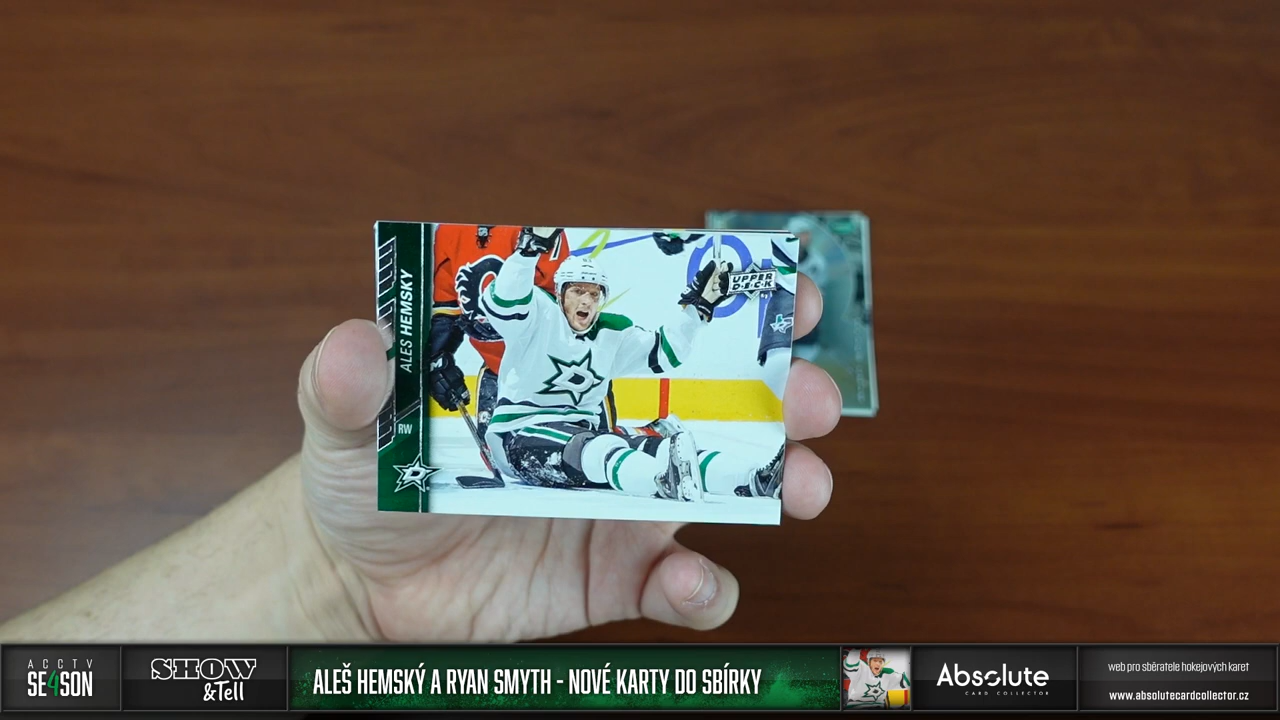 UPPER
DECK
ALES HEMSKY
RW
D
ACCTV
SE4SON
SHOW
&Tell
ALEŠ HEMSKÝ A RYAN SMYTH - NOVÉ KARTY DO SBÍRKY
Absolute
CARD COLLECTOR
web pro sběratele hokejových karet
www.absolutecardcollector.cz